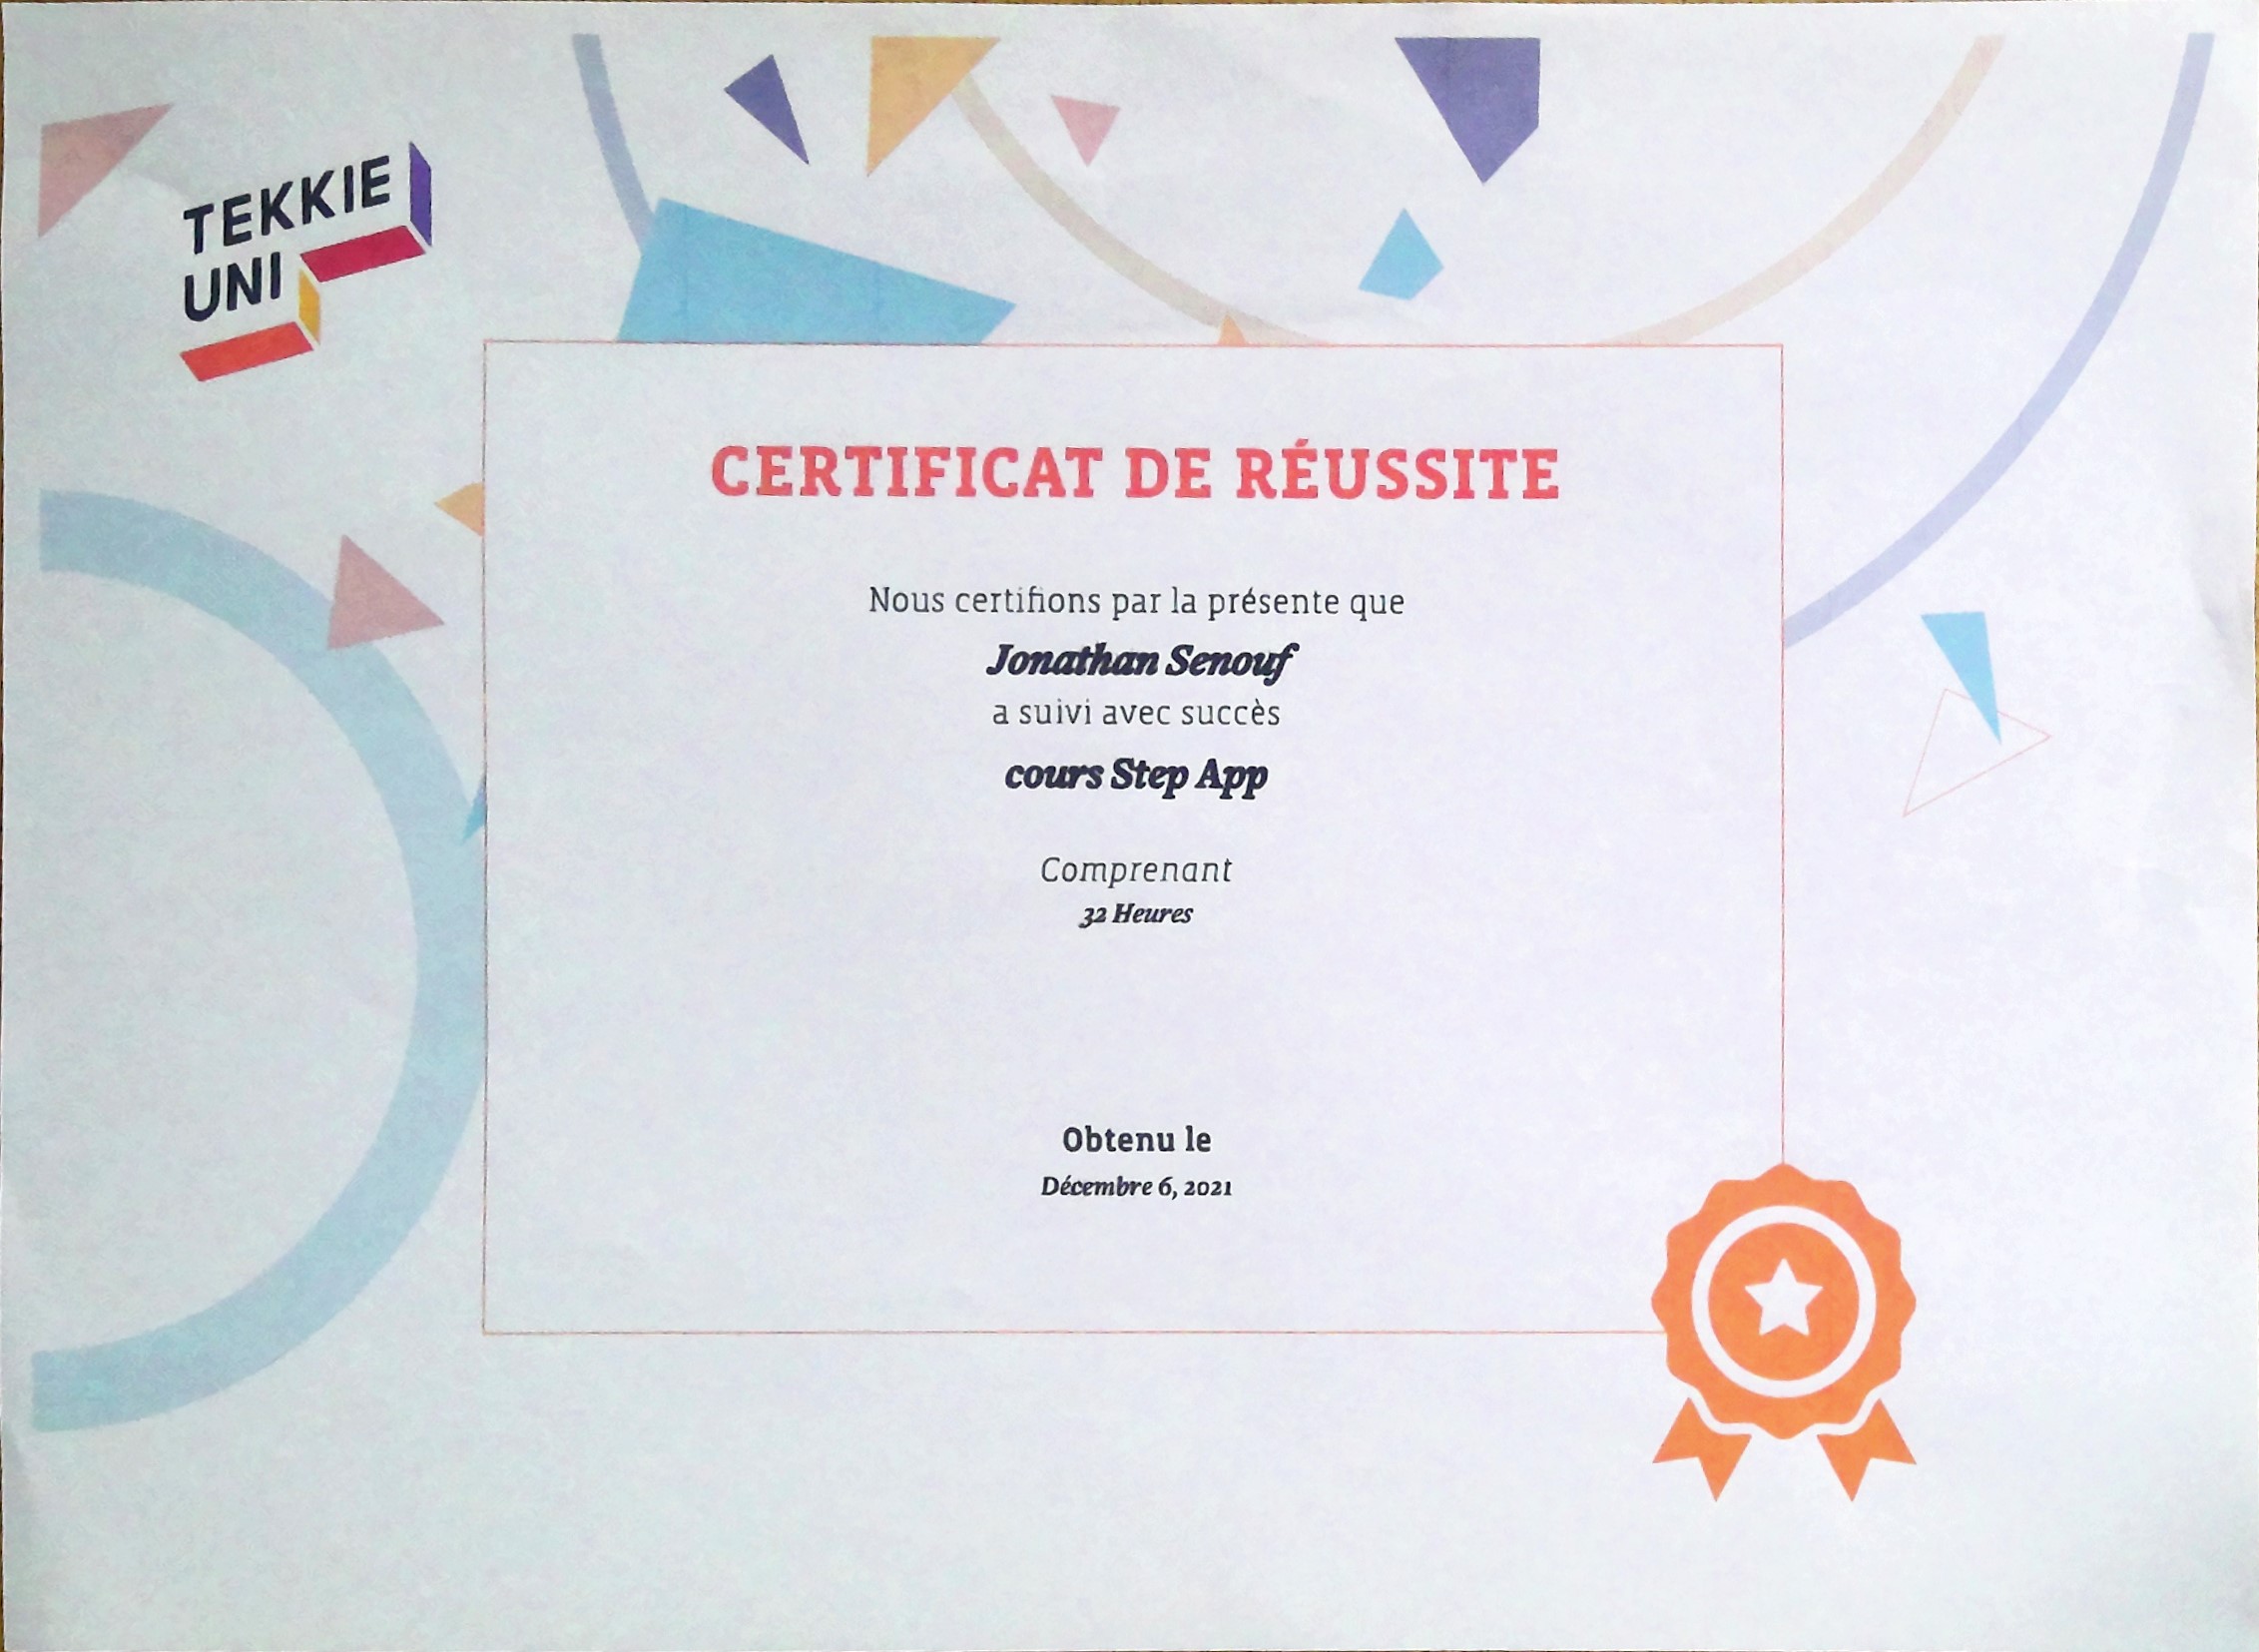 TEKKIE
UNI
CERTIFICAT DE RÉUSSITE
Nous certifions par la présente que
Jonathan Senouf
a suivi avec succès
cours Step App
Comprenant
32 Heures
Obtenu le
Décembre 6, 2021